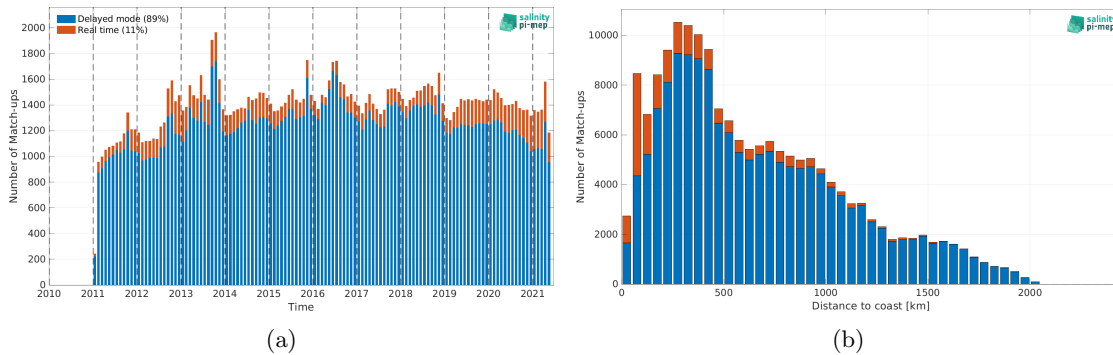 Delayed mode (89%)
Real time (11%)
salinity
pi-mep
Number of Match-ups
2000
1800
1600
1400
1200
1000
800
600
400
200
0
2010 2011 2012 2013 2014 2015 2016 2017 2018 2019 2020 2021
Time
(a)
salinity
pi-mep
Number of Match-ups
10000
8000
6000
4000
2000
0
0 500 1000 1500 2000
Distance to coast [km]
(b)